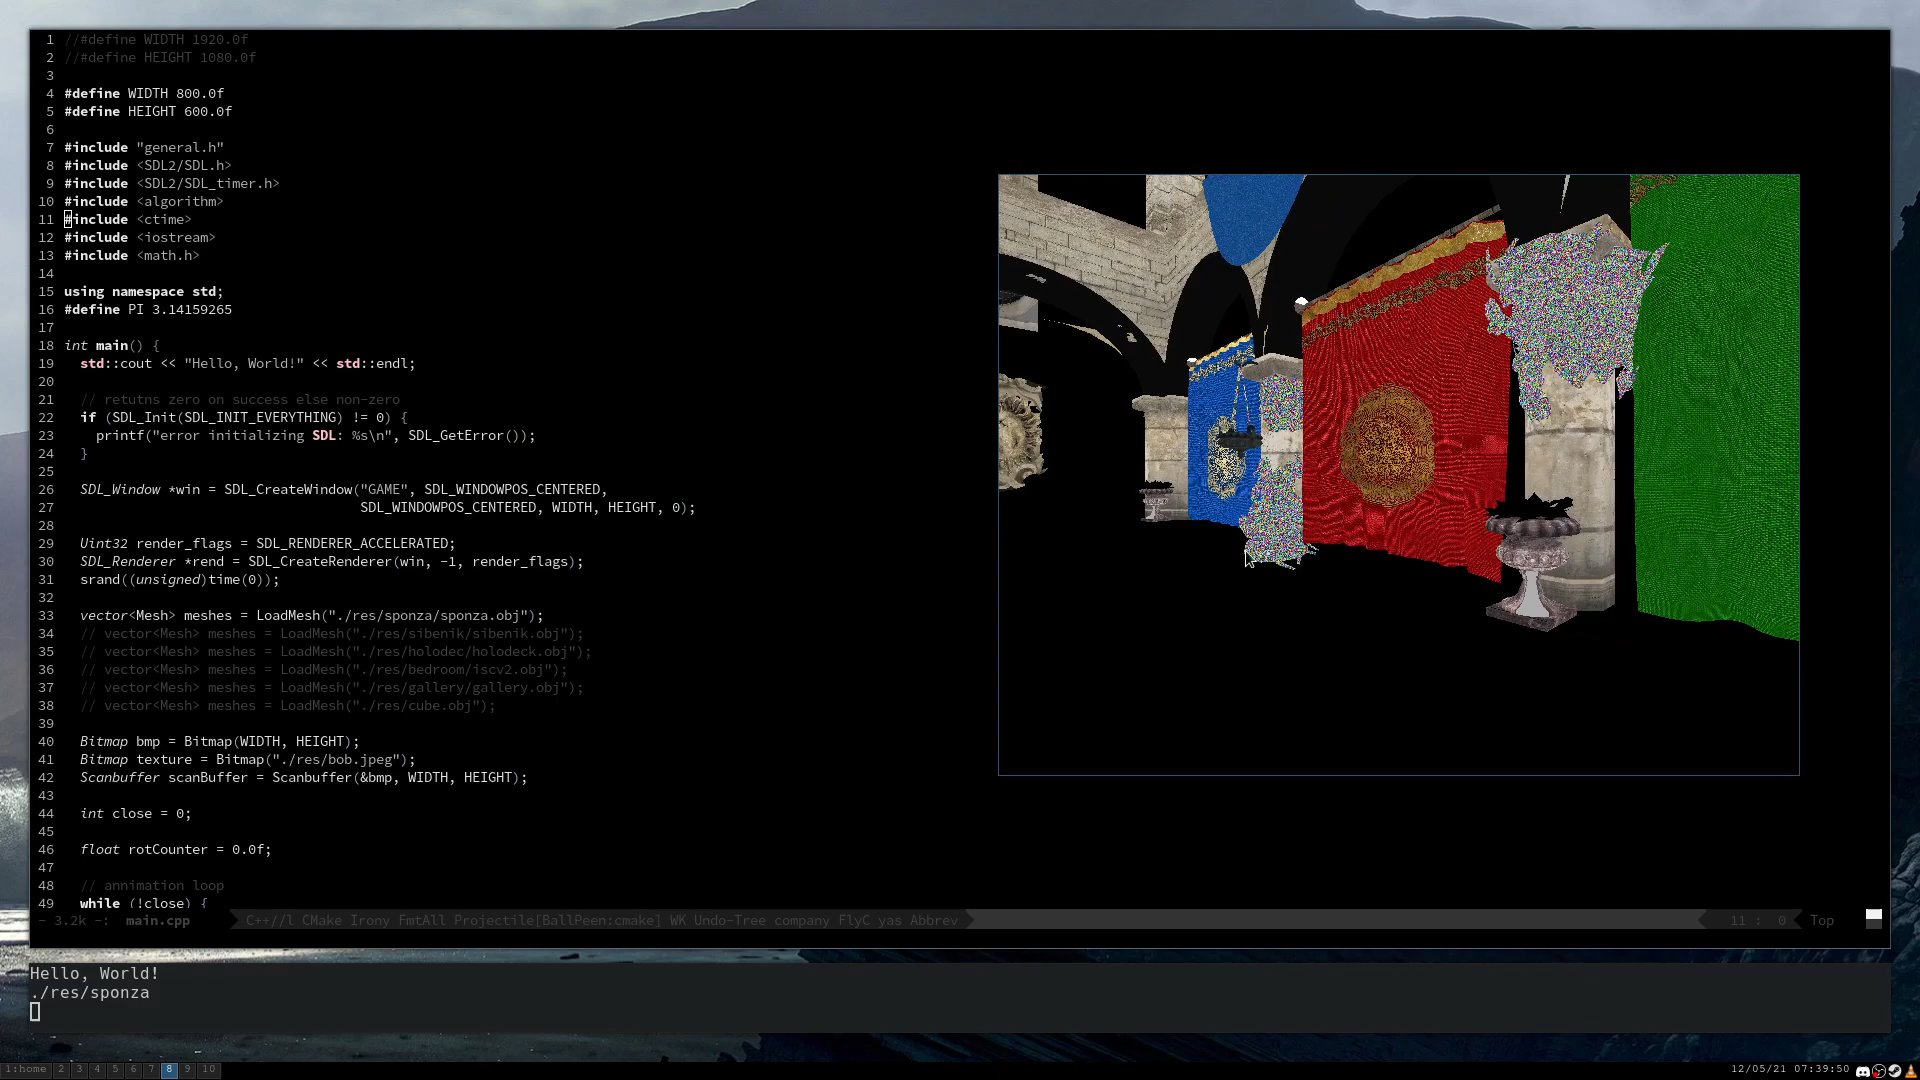 1 //#define WIDTH 1920.0f
2 //#define HEIGHT 1080.0f
3
4 #define WIDTH 800.0f
5 #define HEIGHT 600.0f
6
7 #include "general.h"
8 #include <SDL2/SDL.h>
9 #include <SDL2/SDL_timer.h>
10 #include <algorithm>
11 #include <ctime>
12 #include <iostream>
13 #include <math.h>
14
15 using namespace std;
16 #define PI 3.14159265
17
18 int main() {
19 std::cout << "Hello, World!" << std::endl;
20
21 // retutns zero on success else non-zero
22 if (SDL_Init(SDL_INIT_EVERYTHING) != 0) {
23 printf("error initializing SDL: %s\n", SDL_GetError());
24 }
25
26 SDL_Window *win = SDL_CreateWindow("GAME", SDL_WINDOWPOS_CENTERED,
27 SDL_WINDOWPOS_CENTERED, WIDTH, HEIGHT, 0);
28
29 Uint32 render_flags = SDL_RENDERER_ACCELERATED;
30 SDL_Renderer *rend = SDL_CreateRenderer(win, -1, render_flags);
31 srand((unsigned)time(0));
32
33 vector<Mesh> meshes = LoadMesh("./res/sponza/sponza.obj");
34 // vector<Mesh> meshes = LoadMesh("./res/sibenik/sibenik.obj");
35 // vector<Mesh> meshes = LoadMesh("./res/holodec/holodeck.obj");
36 // vector<Mesh> meshes = LoadMesh("./res/bedroom/iscv2.obj");
37 // vector<Mesh> meshes = LoadMesh("./res/gallery/gallery.obj");
38 // vector<Mesh> meshes = LoadMesh("./res/cube.obj");
39
40 Bitmap bmp = Bitmap(WIDTH, HEIGHT);
41 Bitmap texture = Bitmap("./res/bob.jpeg");
42 Scanbuffer scanBuffer = Scanbuffer(&bmp, WIDTH, HEIGHT);
43
44 int close = 0;
45
46 float rotCounter = 0.0f;
47
48 // annimation loop
49 while (!close) {
- 3.2k -: main.cpp C++//l CMake Irony FmtAll Projectile[BallPeen:cmake] WK Undo-Tree company FlyC yas Abbrev 11 : 0 Top
Hello, World!
./res/sponza
1:home 2 3 4 5 6 7 8 9 10 12/05/21 07:39:50